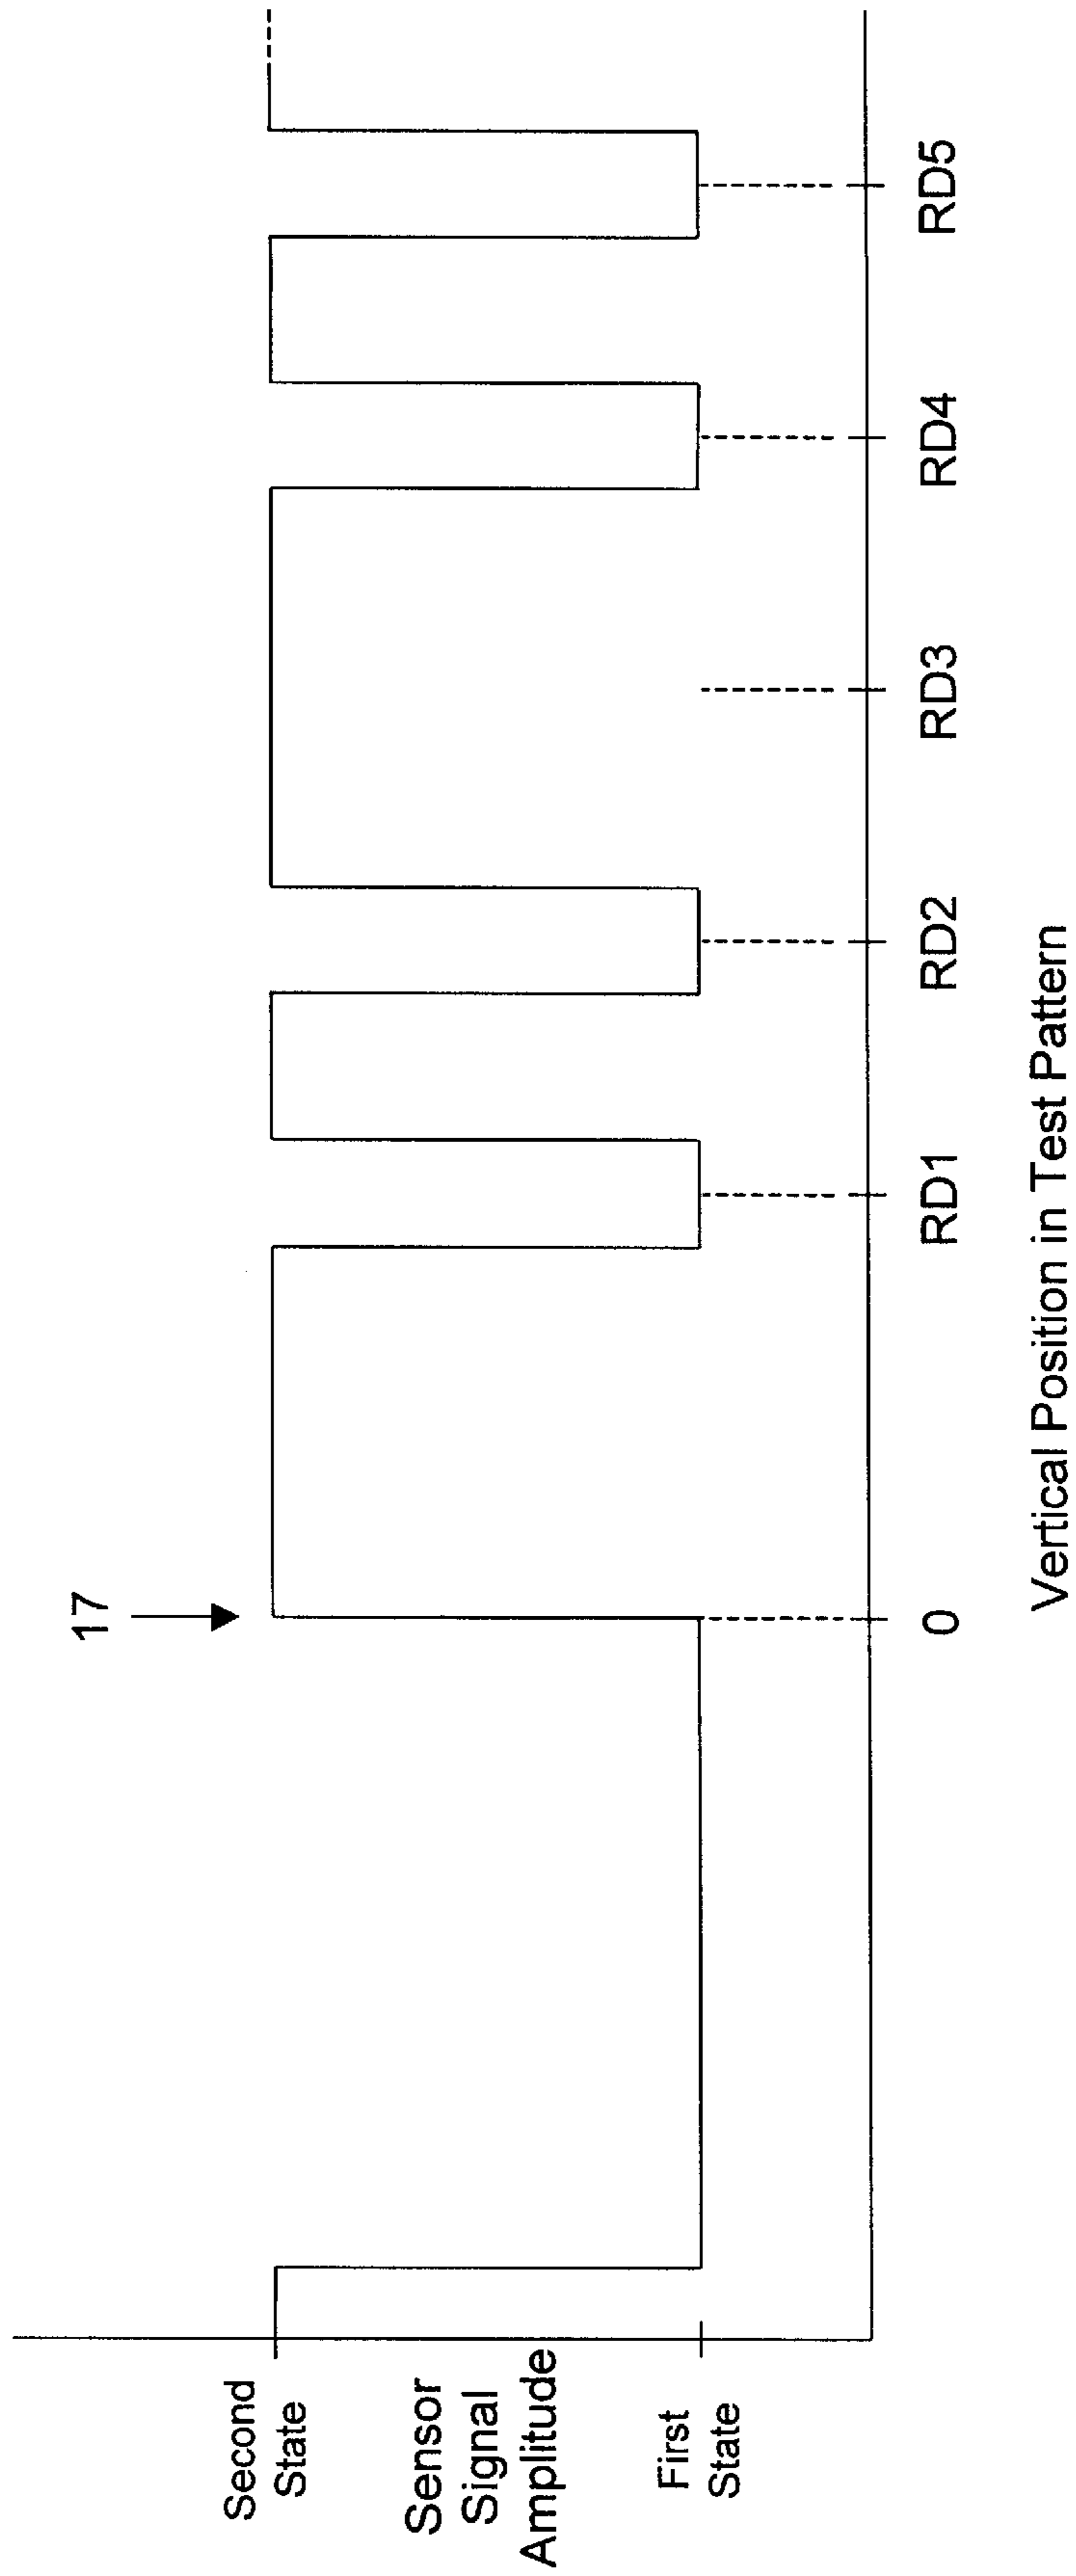 17
Second
State
Sensor
Signal
Amplitude
First
State
0
RD1
RD2
RD3
RD4
RD5
Vertical Position in Test Pattern